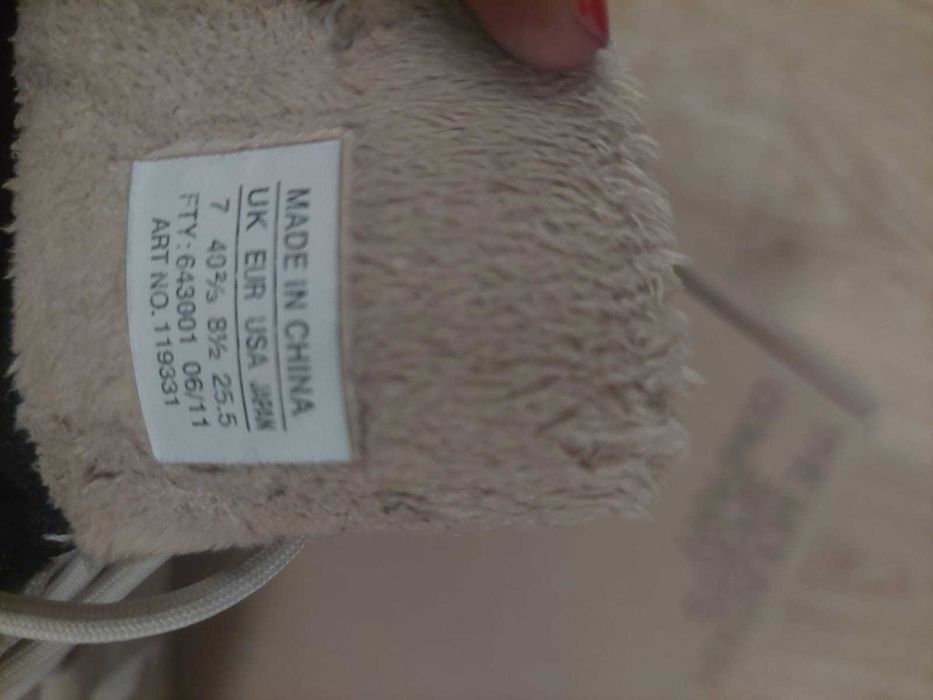 MADE IN CHINA
UK EUR USA JAPAN
7 40⅔ 8½ 25.5
FTY: 643001 06/11
ART NO. 119331